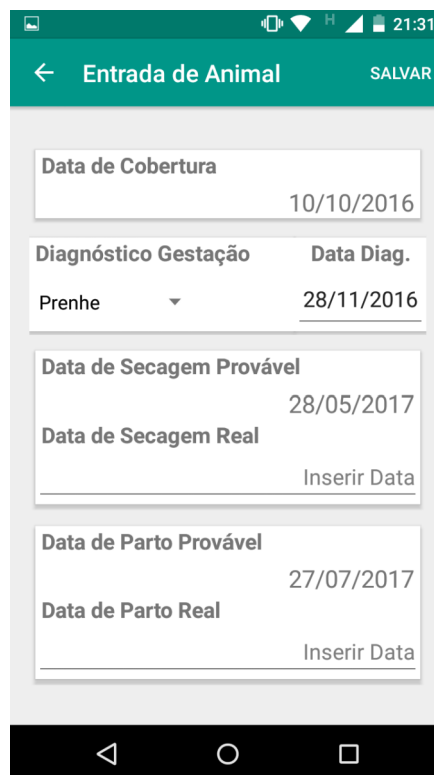 H 21:31
Entrada de Animal SALVAR
Data de Cobertura
10/10/2016
Diagnóstico Gestação Data Diag.
Prenhe 28/11/2016
Data de Secagem Provável
28/05/2017
Data de Secagem Real
Inserir Data
Data de Parto Provável
27/07/2017
Data de Parto Real
Inserir Data